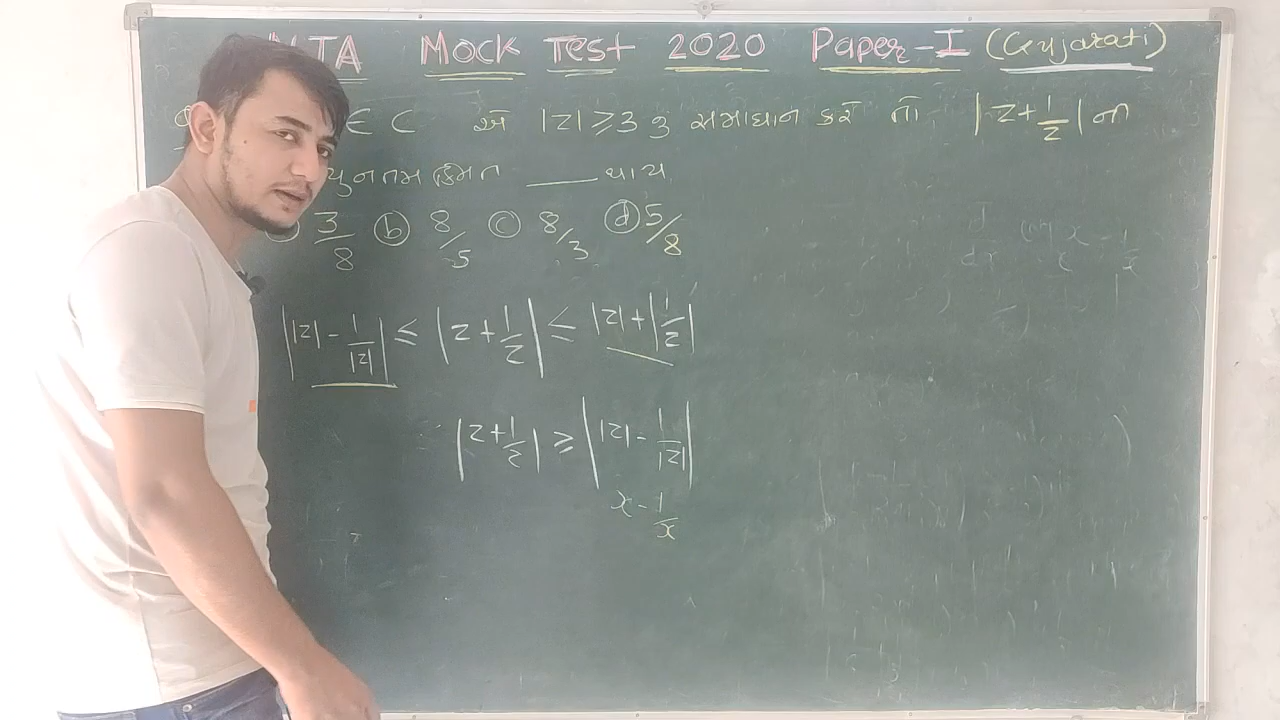 NTA Mock Test 2020 Paper-I (Gujarati)
∈ C એ |z| ≥ 3 ને સમાધાન કરે તો |z + 1/z| ના
ન્યુનતમ કિંમત ____ થાય.
3/8 (b) 8/5 (c) 8/3 (d) 5/8
||z| - 1/|z|| ≤ |z + 1/z| ≤ |z| + |1/z|
|z + 1/z| ≥ ||z| - 1/|z||
x - 1/x